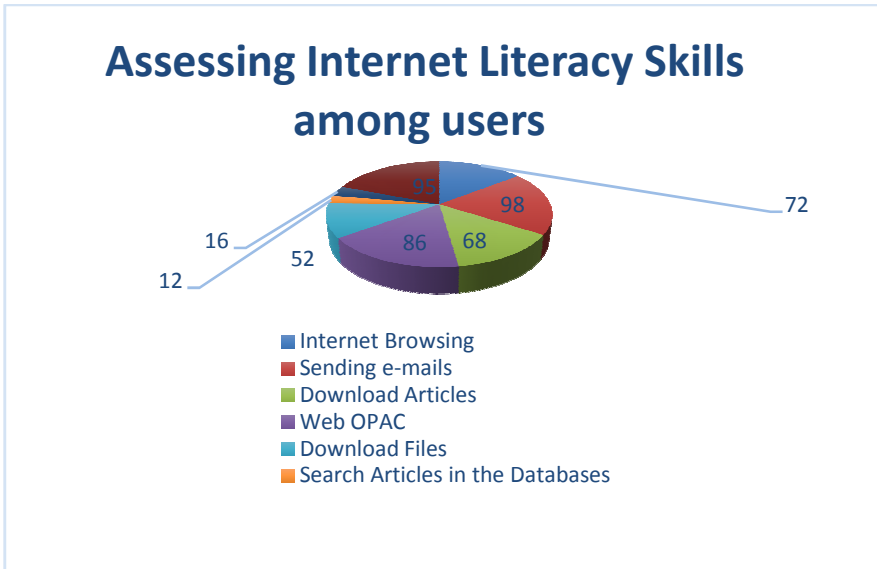 Assessing Internet Literacy Skills
among users
72
98
68
86
52
12
16
Internet Browsing
Sending e-mails
Download Articles
Web OPAC
Download Files
Search Articles in the Databases